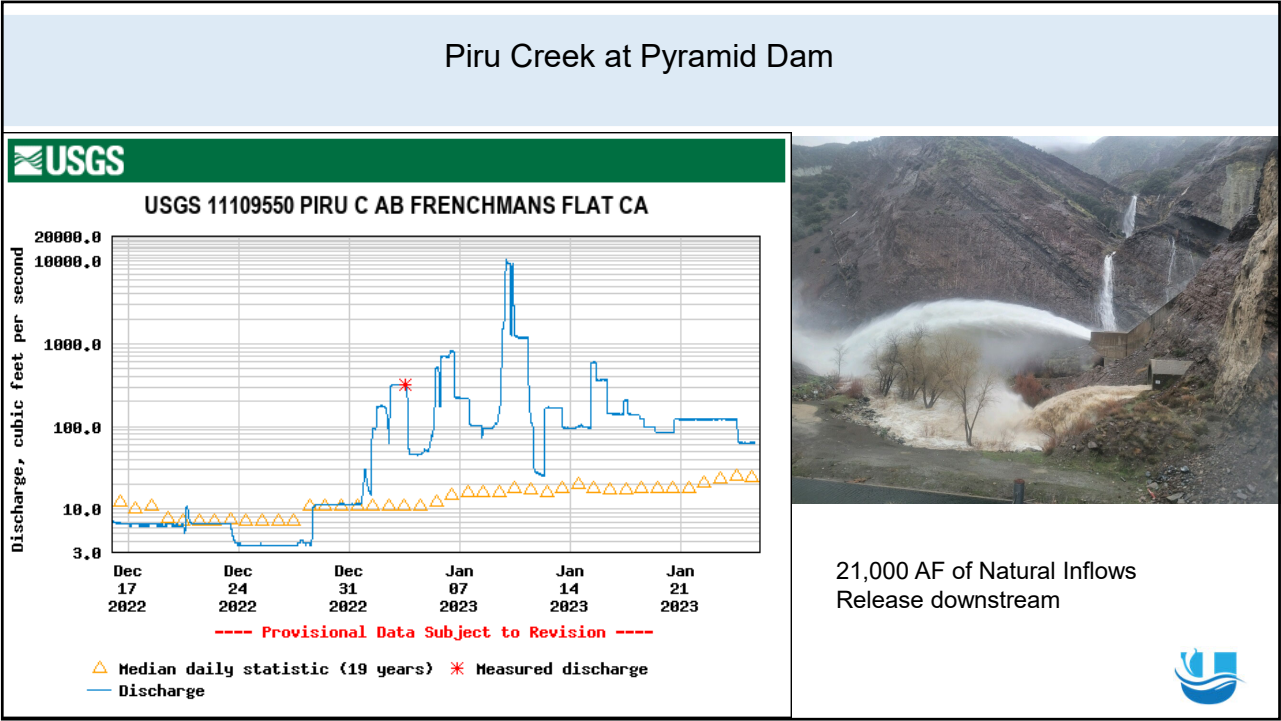 Piru Creek at Pyramid Dam
USGS
USGS 11109550 PIRU C AB FRENCHMANS FLAT CA
Discharge, cubic feet per second
20000.0
10000.0
1000.0
100.0
10.0
3.0
Dec Dec Dec Jan Jan Jan
17 24 31 07 14 21
2022 2022 2022 2023 2023 2023
---- Provisional Data Subject to Revision ----
△ Median daily statistic (19 years) ✳ Measured discharge
— Discharge
21,000 AF of Natural Inflows
Release downstream